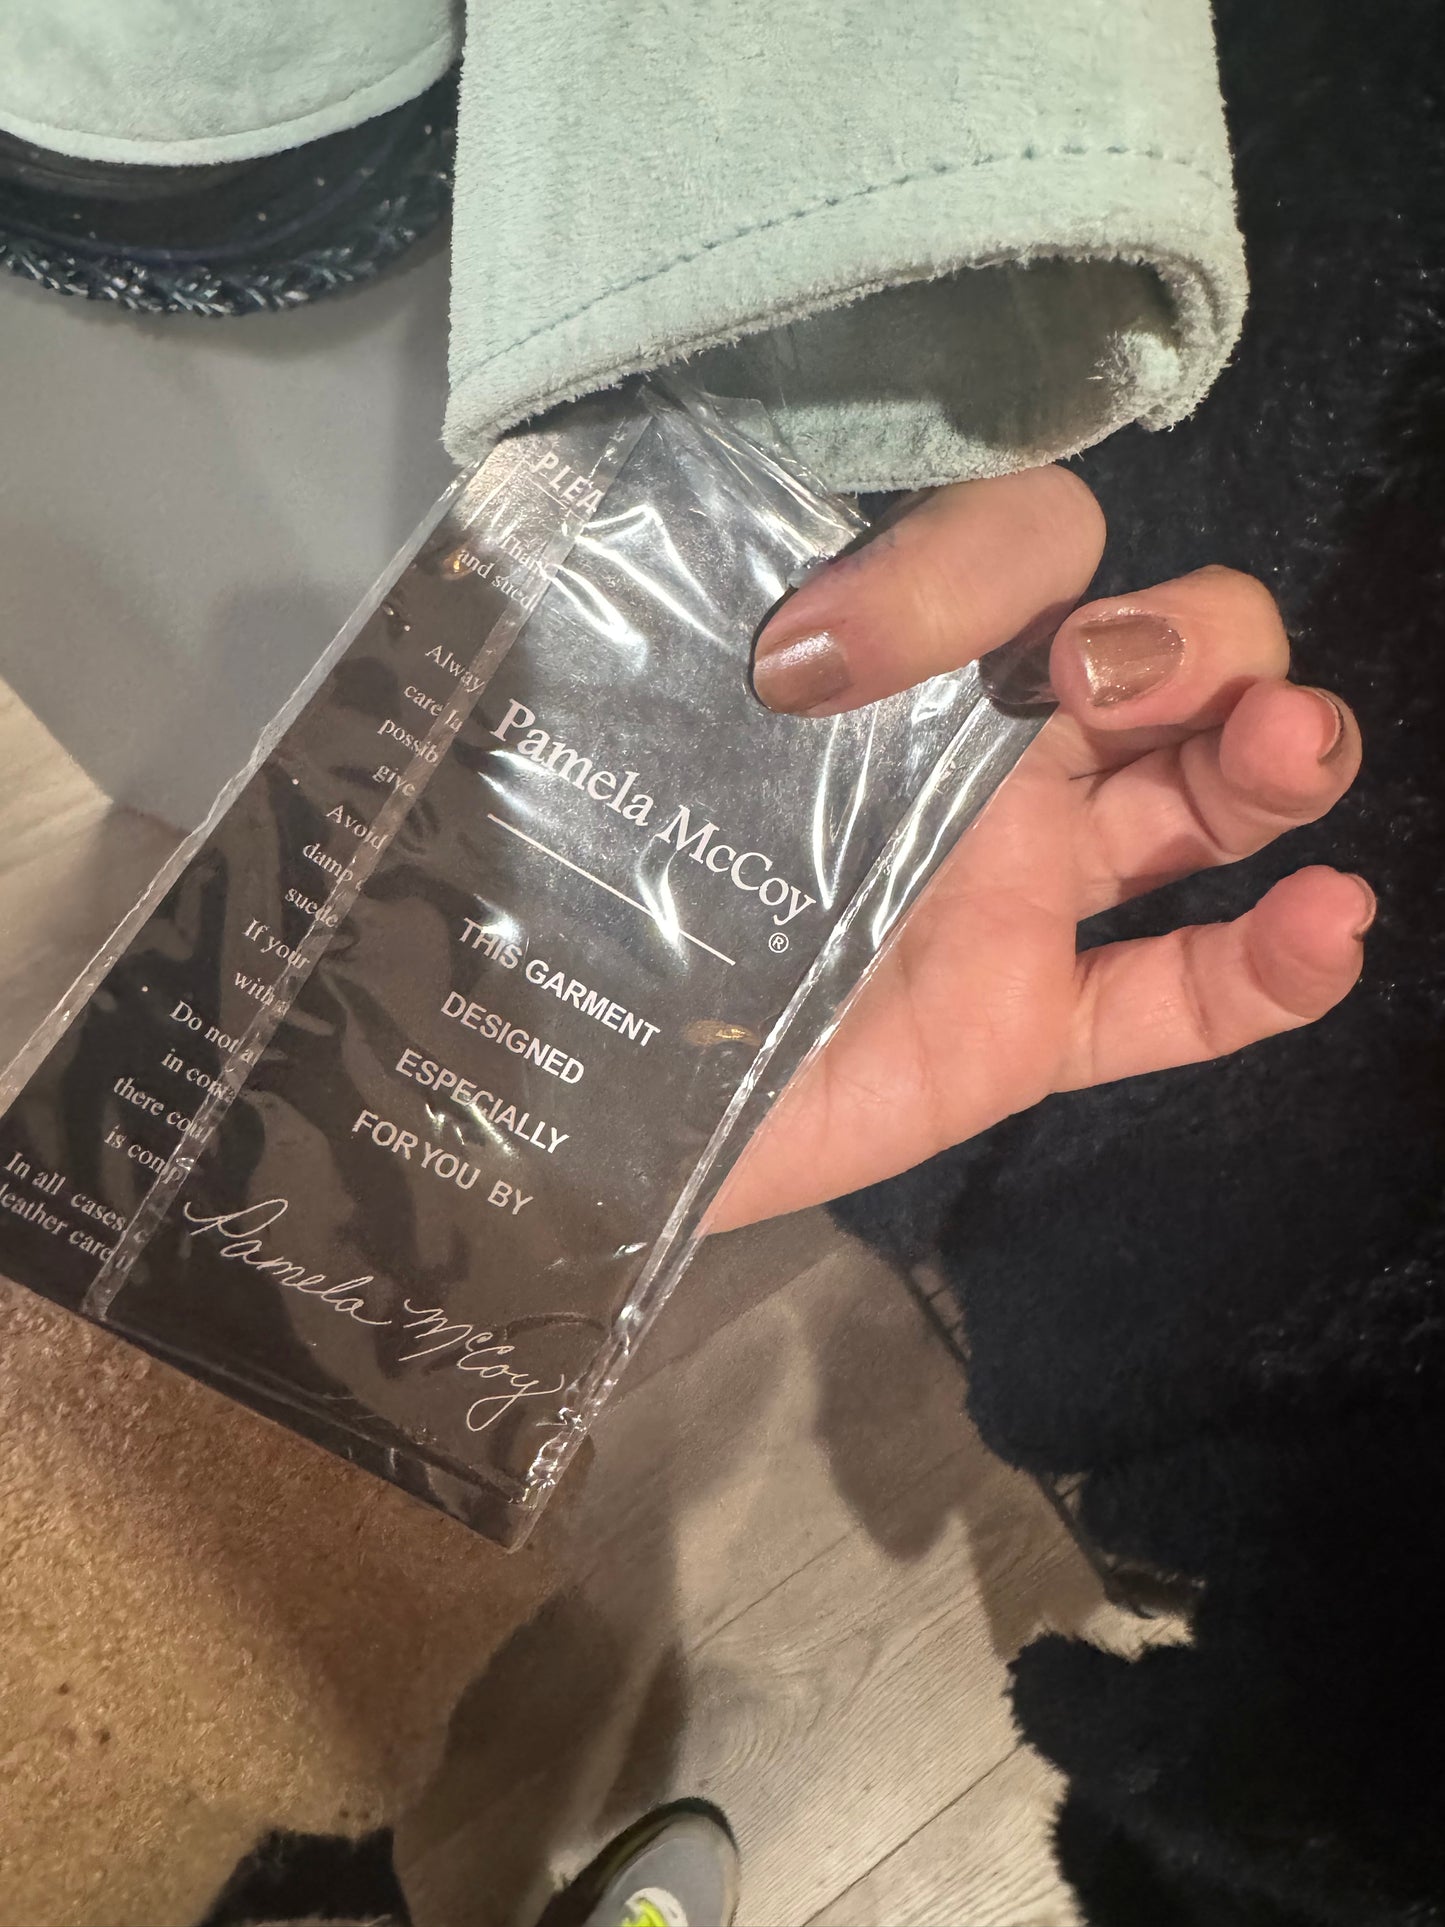 Pamela McCoy®
THIS GARMENT
DESIGNED
ESPECIALLY
FOR YOU BY
Pamela McCoy
PLEA
and sued
Alway
care la
possib
give
Avoid
damp
suede
If your
with
Do not a
in conta
there cou
is comp
In all cases, c
leather care